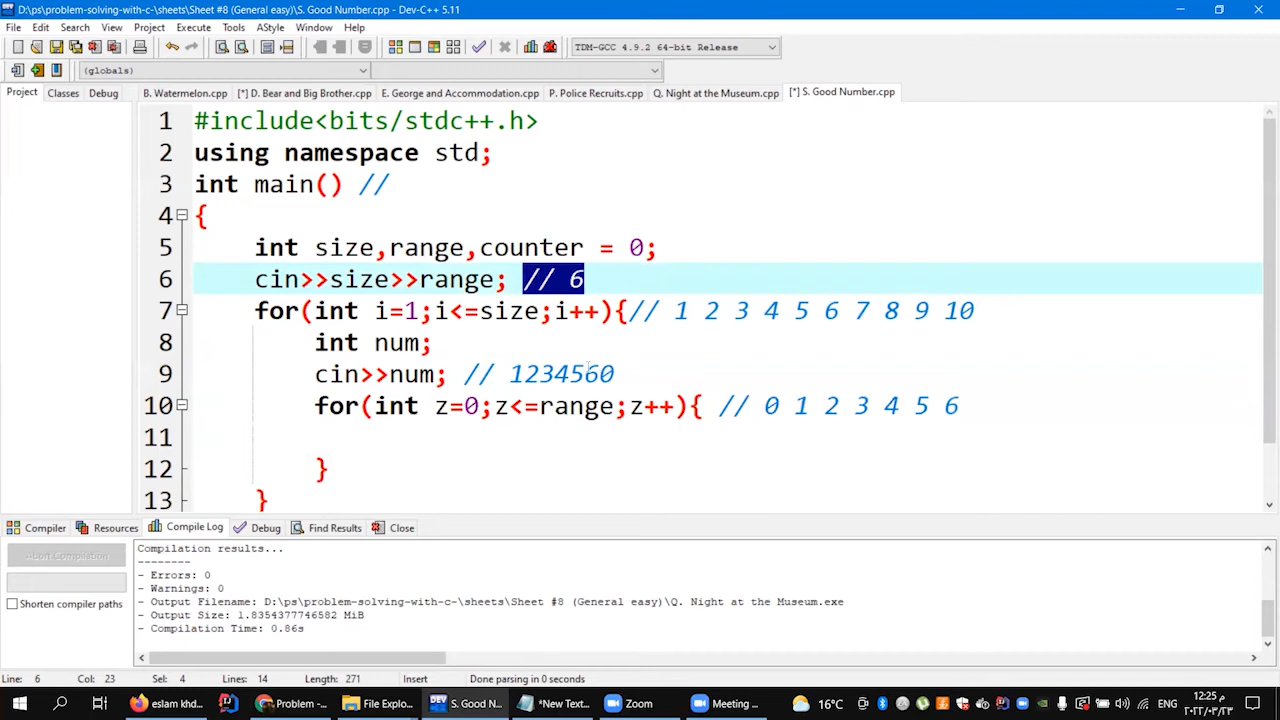 D:\ps\problem-solving-with-c-\sheets\Sheet #8 (General easy)\S. Good Number.cpp - Dev-C++ 5.11
File Edit Search View Project Execute Tools AStyle Window Help
TDM-GCC 4.9.2 64-bit Release
(globals)
Project Classes Debug B. Watermelon.cpp [*] D. Bear and Big Brother.cpp E. George and Accommodation.cpp P. Police Recruits.cpp Q. Night at the Museum.cpp [*] S. Good Number.cpp
1 #include<bits/stdc++.h>
2 using namespace std;
3 int main() //
4 {
5 int size,range,counter = 0;
6 cin>>size>>range; // 6
7 for(int i=1;i<=size;i++){// 1 2 3 4 5 6 7 8 9 10
8 int num;
9 cin>>num; // 1234560
10 for(int z=0;z<=range;z++){ // 0 1 2 3 4 5 6
11
12 }
13 }
Compiler Resources Compile Log Debug Find Results Close
Abort Compilation
Shorten compiler paths
Compilation results...
--------
- Errors: 0
- Warnings: 0
- Output Filename: D:\ps\problem-solving-with-c-\sheets\Sheet #8 (General easy)\Q. Night at the Museum.exe
- Output Size: 1.8354377746582 MiB
- Compilation Time: 0.86s
Line: 6 Col: 23 Sel: 4 Lines: 14 Length: 271 Insert Done parsing in 0 seconds
eslam khd... Problem -... File Explo... S. Good N... *New Text... Zoom Meeting ... 16°C 12:25 م